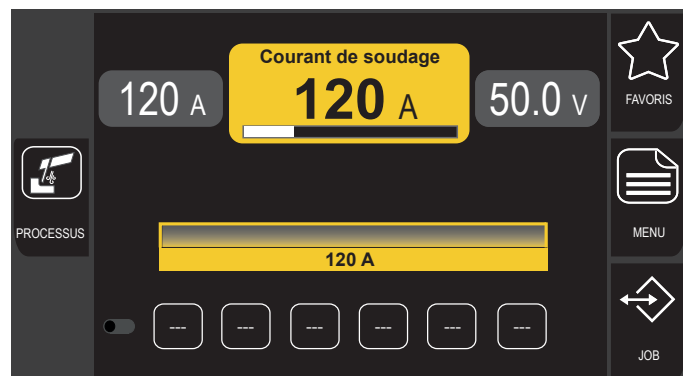 Courant de soudage
120 A
120 A
50.0 V
FAVORIS
PROCESSUS
MENU
120 A
---
---
---
---
---
---
JOB